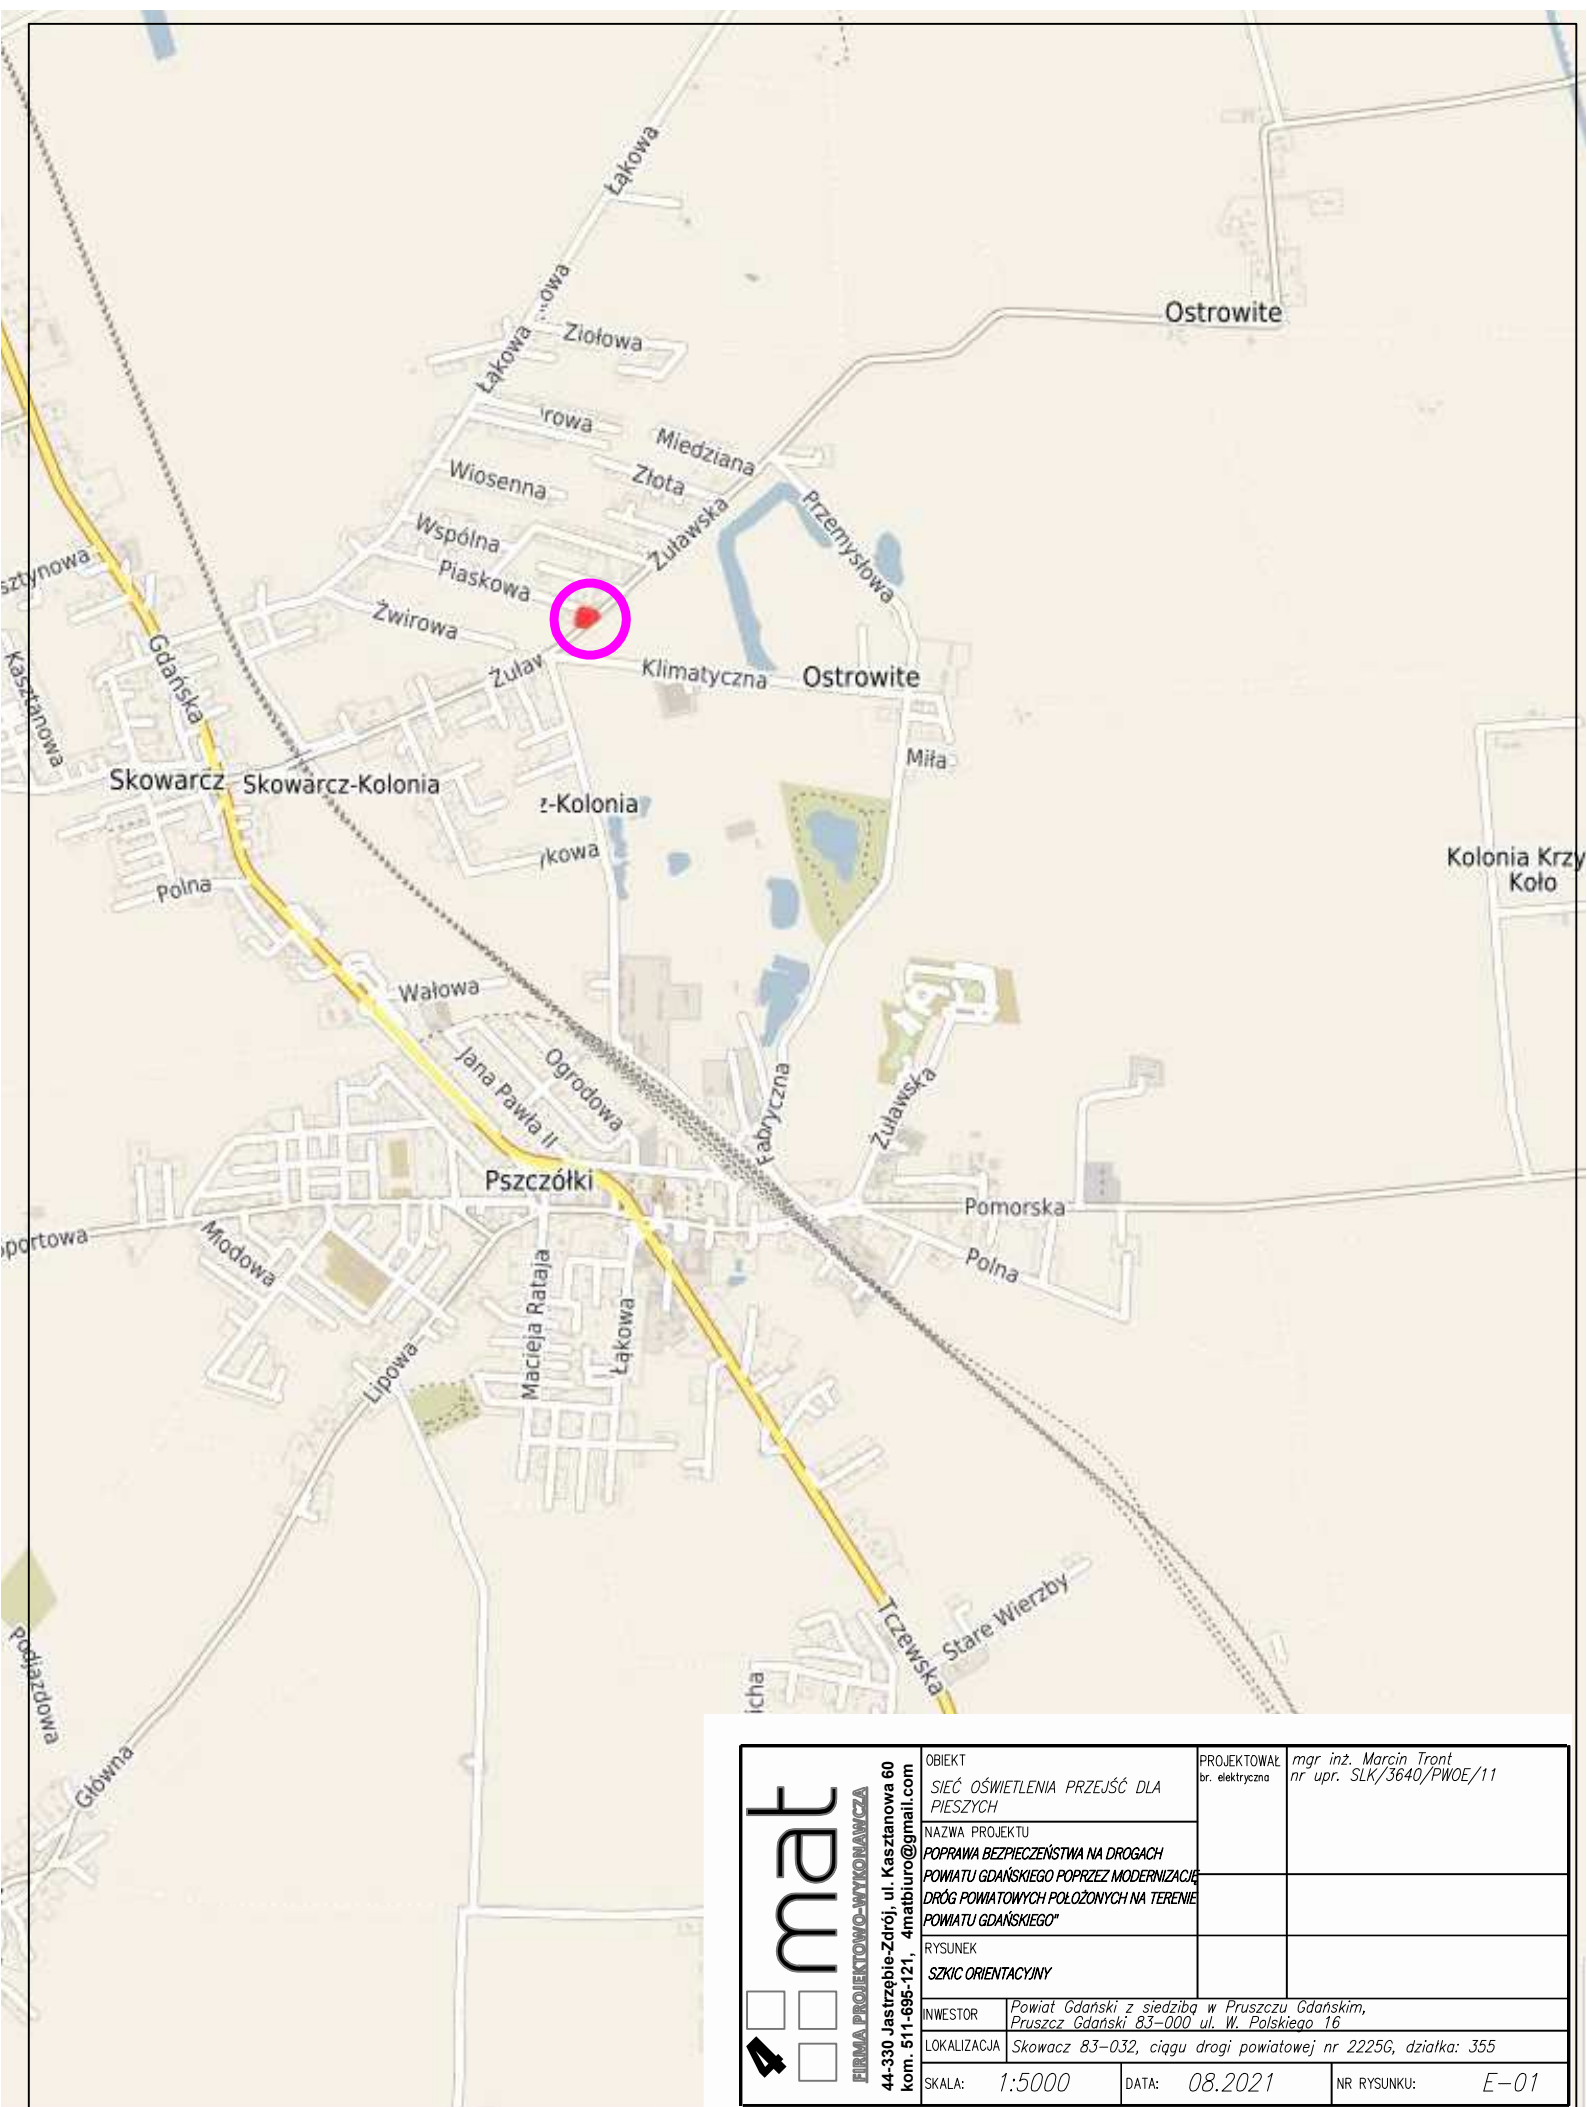 Łąkowa
owa
Ziołowa
Ostrowite
Łąkowa
rowa
Miedziana
Wiosenna
Złota
Przemysłowa
Wspólna
Żuławska
sztynowa
Piaskowa
Żwirowa
Gdańska
Kasztanowa
Żuław
Klimatyczna
Ostrowite
Miła
Skowarcz
Skowarcz-Kolonia
z-Kolonia
ykowa
Kolonia Krzy
Koło
Polna
Wałowa
Jana Pawła II
Ogrodowa
Fabryczna
Żuławska
Pszczółki
Pomorska
portowa
Miodowa
Polna
Macieja Rataja
Łąkowa
Lipowa
Stare Wierzby
Tczewska
Podjazdowa
icha
Główna
4mat
FIRMA PROJEKTOWO-WYKONAWCZA
44-330 Jastrzębie-Zdrój, ul. Kasztanowa 60
kom. 511-695-121, 4matbiuro@gmail.com
OBIEKT
SIEĆ OŚWIETLENIA PRZEJŚĆ DLA
PIESZYCH
PROJEKTOWAŁ
br. elektryczna
mgr inż. Marcin Tront
nr upr. SLK/3640/PWOE/11
NAZWA PROJEKTU
POPRAWA BEZPIECZEŃSTWA NA DROGACH
POWIATU GDAŃSKIEGO POPRZEZ MODERNIZACJĘ
DRÓG POWIATOWYCH POŁOŻONYCH NA TERENIE
POWIATU GDAŃSKIEGO"
RYSUNEK
SZKIC ORIENTACYJNY
INWESTOR
Powiat Gdański z siedzibą w Pruszczu Gdańskim,
Pruszcz Gdański 83-000 ul. W. Polskiego 16
LOKALIZACJA
Skowacz 83-032, ciągu drogi powiatowej nr 2225G, działka: 355
SKALA: 1:5000
DATA: 08.2021
NR RYSUNKU: E-01